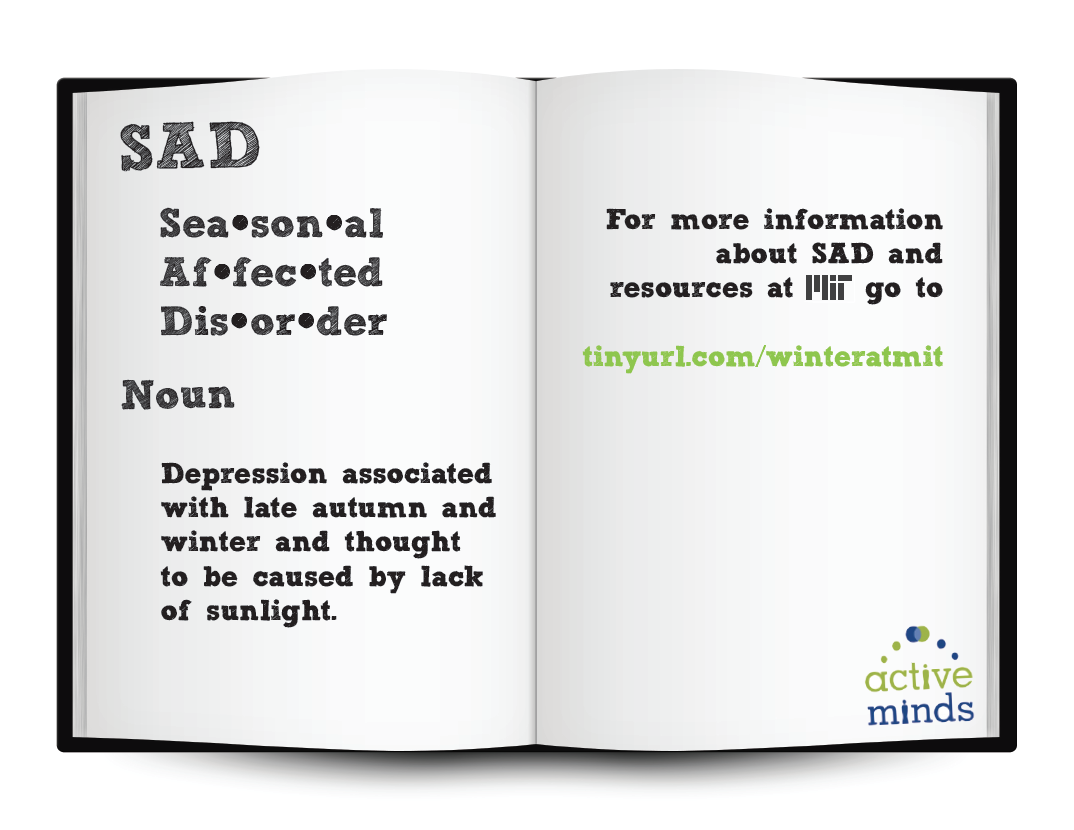 SAD
Sea•son•al
Af•fec•ted
Dis•or•der
Noun
Depression associated
with late autumn and
winter and thought
to be caused by lack
of sunlight.
For more information
about SAD and
resources at MIT go to
tinyurl.com/winteratmit
active
minds